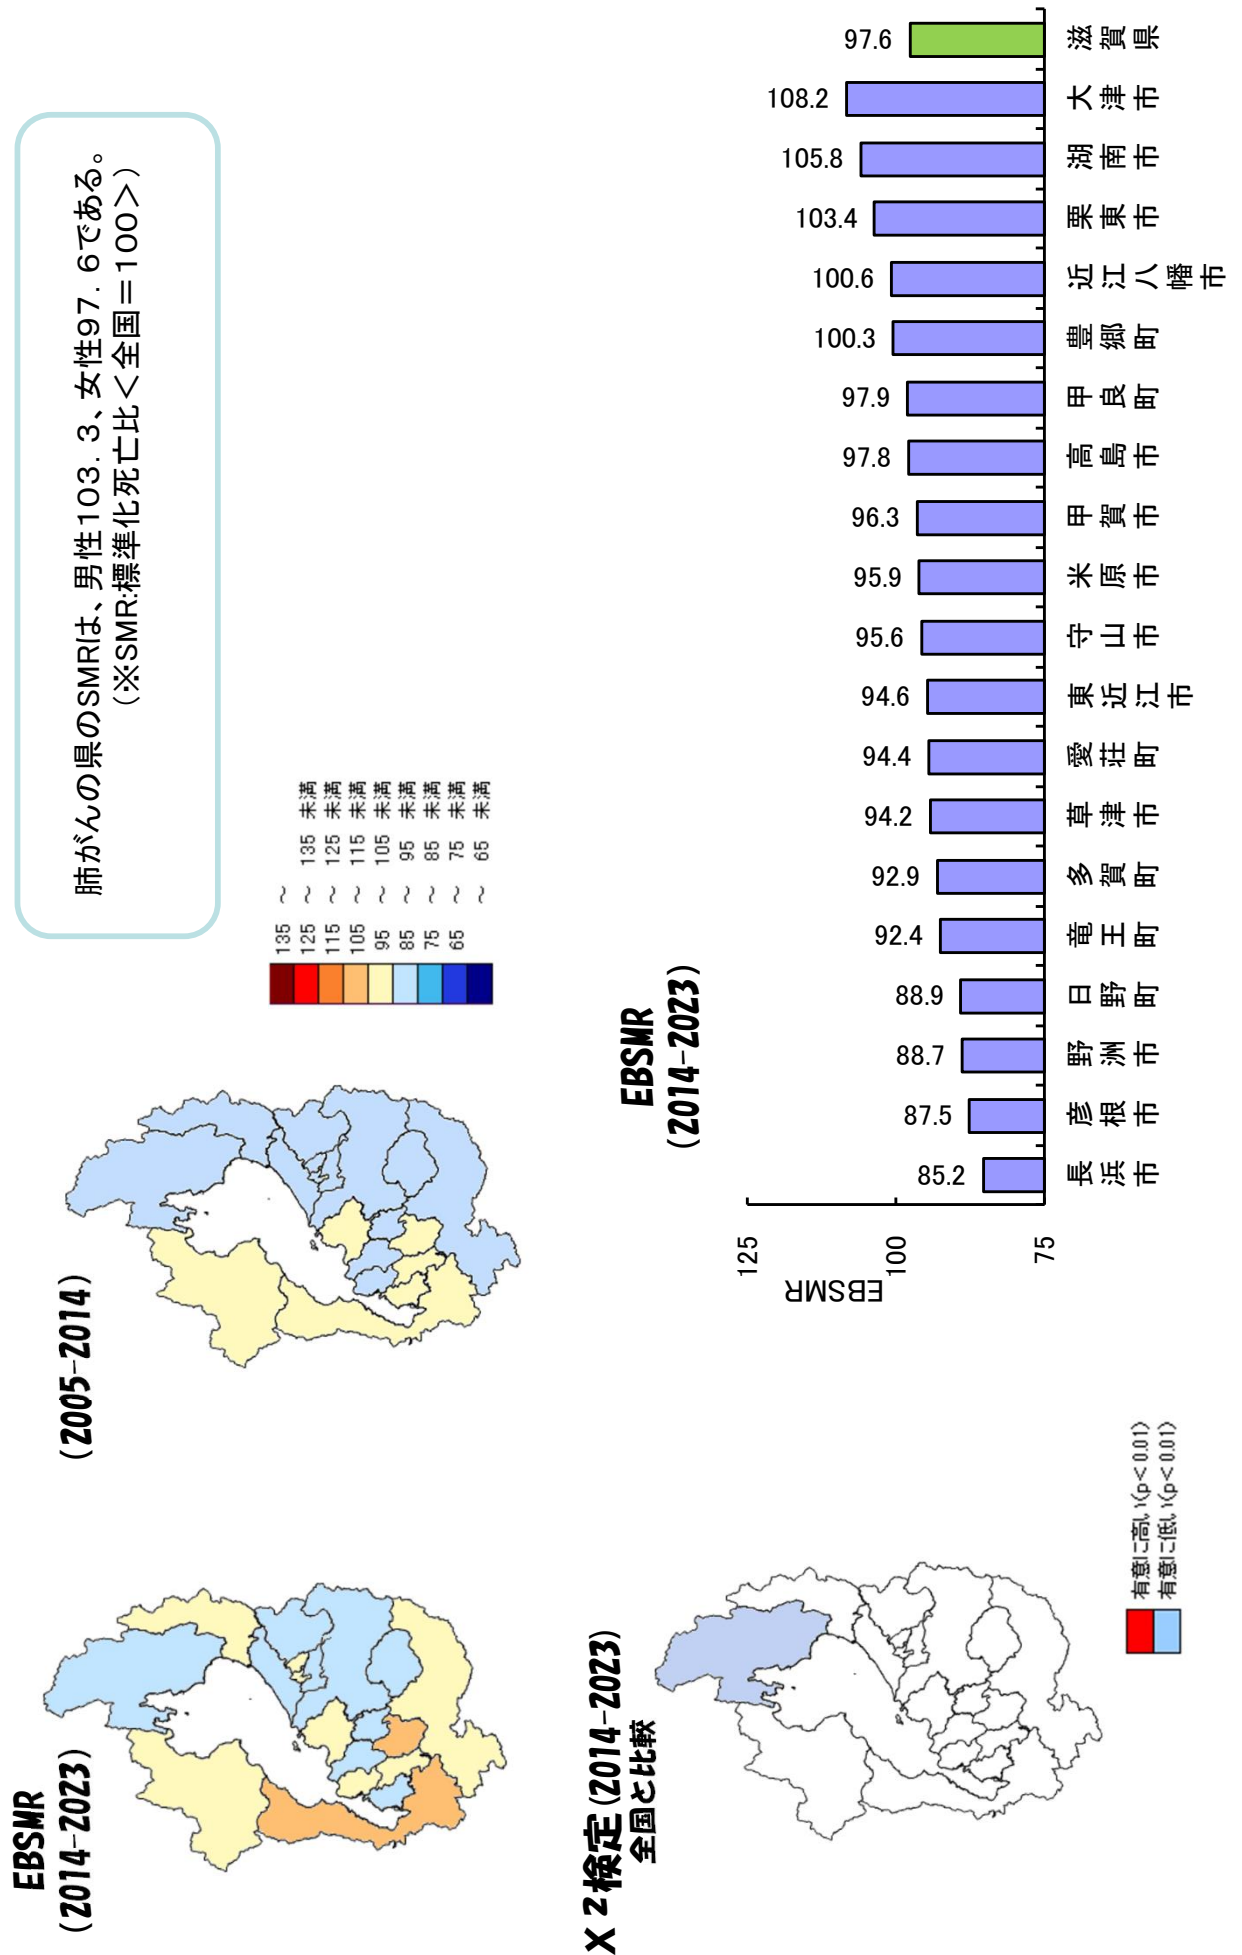 EBSMR
(2014-2023)
(2005-2014)
肺がんの県のSMRは、男性103.3、女性97.6である。
(※SMR:標準化死亡比<全国=100>)
135 ～
125 ～ 135 未満
115 ～ 125 未満
105 ～ 115 未満
95 ～ 105 未満
85 ～ 95 未満
75 ～ 85 未満
65 ～ 75 未満
～ 65 未満
X²検定(2014-2023)
全国と比較
有意に高い(p<0.01)
有意に低い(p<0.01)
EBSMR
(2014-2023)
EBSMR
125
100
75
85.2
87.5
88.7
88.9
92.4
92.9
94.2
94.4
94.6
95.6
95.9
96.3
97.8
97.9
100.3
100.6
103.4
105.8
108.2
97.6
長浜市
彦根市
野洲市
日野町
竜王町
多賀町
草津市
愛荘町
東近江市
守山市
米原市
甲賀市
高島市
甲良町
豊郷町
近江八幡市
栗東市
湖南市
大津市
滋賀県